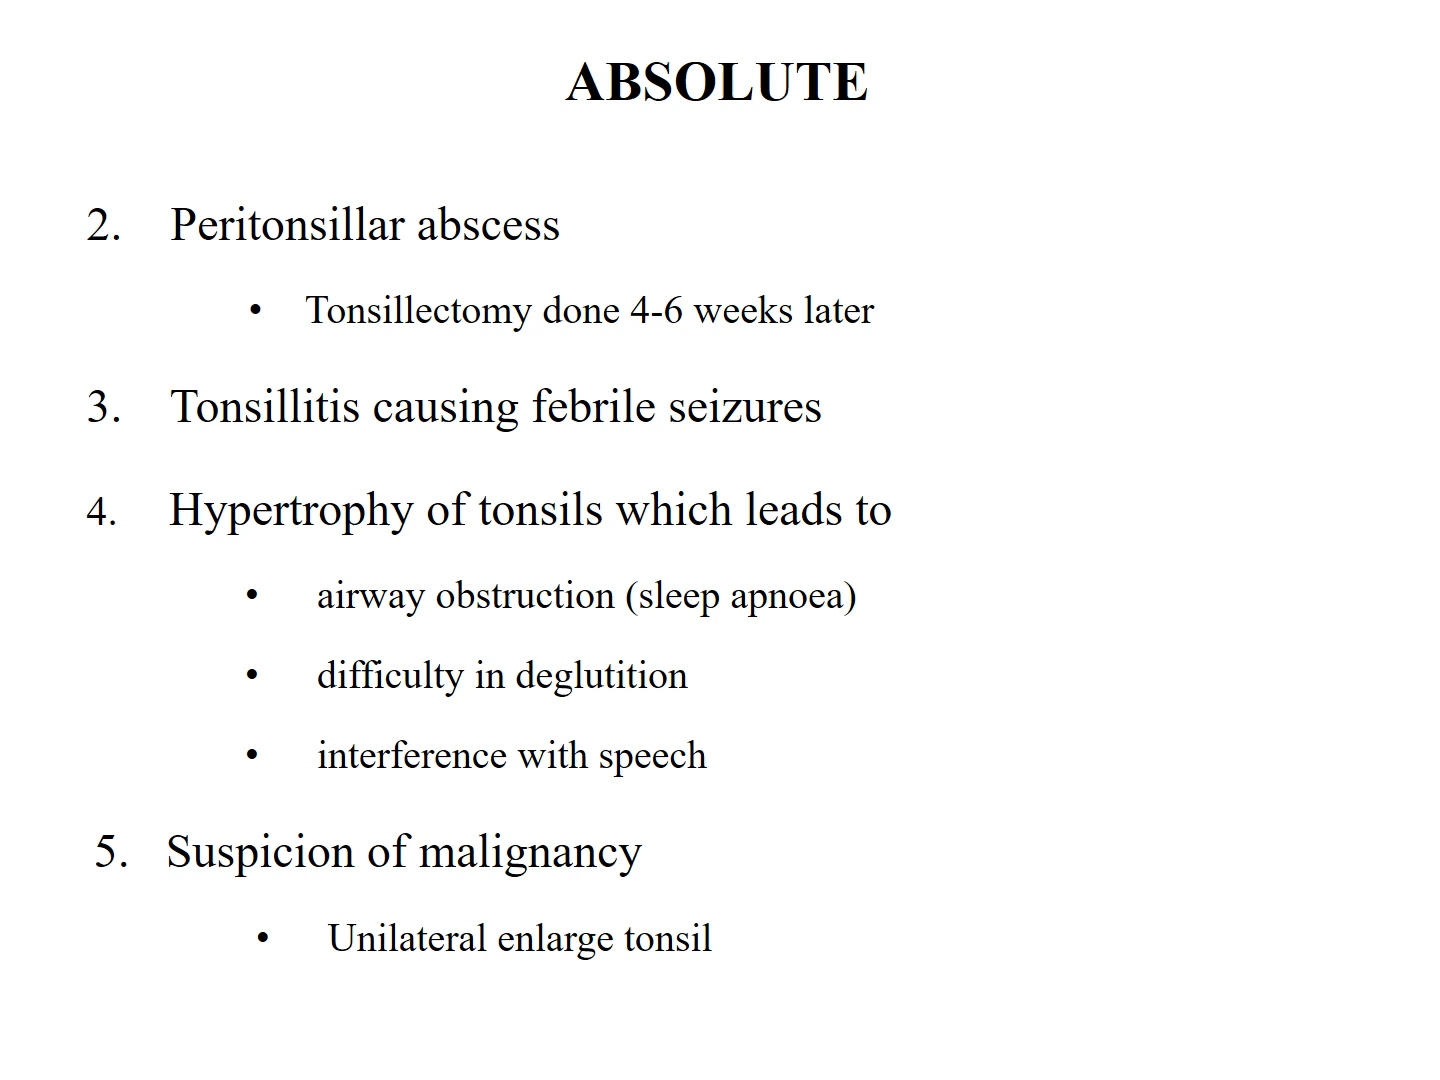 ABSOLUTE
2. Peritonsillar abscess
• Tonsillectomy done 4-6 weeks later
3. Tonsillitis causing febrile seizures
4. Hypertrophy of tonsils which leads to
• airway obstruction (sleep apnoea)
• difficulty in deglutition
• interference with speech
5. Suspicion of malignancy
• Unilateral enlarge tonsil